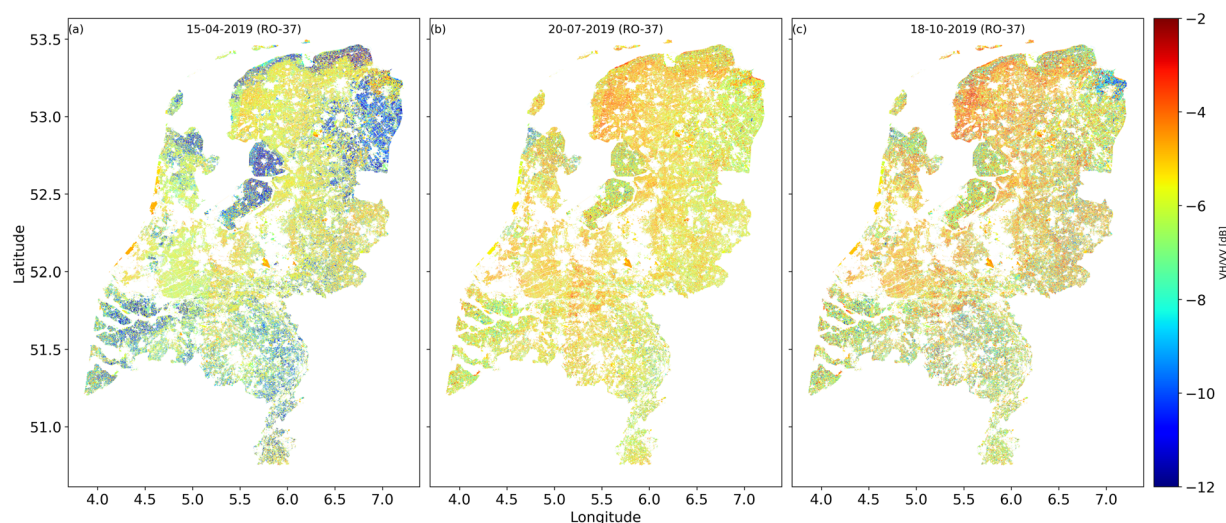 (a) 15-04-2019 (RO-37)
(b) 20-07-2019 (RO-37)
(c) 18-10-2019 (RO-37)
53.5
53.0
52.5
52.0
51.5
51.0
Latitude
4.0 4.5 5.0 5.5 6.0 6.5 7.0
4.0 4.5 5.0 5.5 6.0 6.5 7.0
4.0 4.5 5.0 5.5 6.0 6.5 7.0
Longitude
−2
−4
−6
−8
−10
−12
VH/VV [dB]